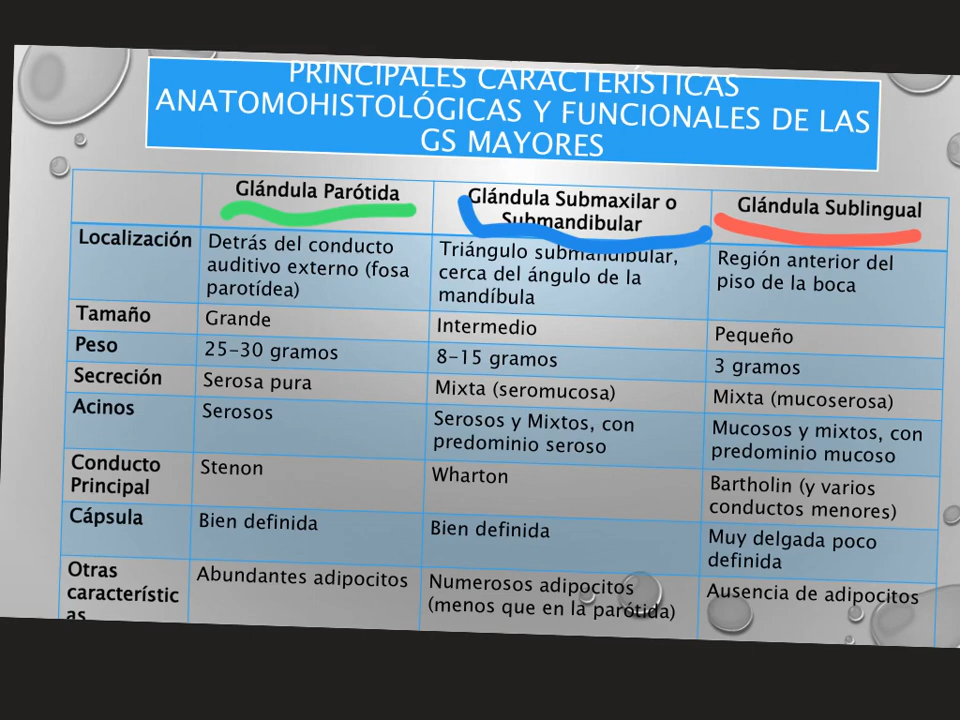 PRINCIPALES CARACTERÍSTICAS
ANATOMOHISTOLÓGICAS Y FUNCIONALES DE LAS
GS MAYORES
Glándula Parótida
Glándula Submaxilar o
Submandibular
Glándula Sublingual
Localización
Detrás del conducto
auditivo externo (fosa
parotídea)
Triángulo submandibular,
cerca del ángulo de la
mandíbula
Región anterior del
piso de la boca
Tamaño
Grande
Intermedio
Pequeño
Peso
25-30 gramos
8-15 gramos
3 gramos
Secreción
Serosa pura
Mixta (seromucosa)
Mixta (mucoserosa)
Acinos
Serosos
Serosos y Mixtos, con
predominio seroso
Mucosos y mixtos, con
predominio mucoso
Conducto
Principal
Stenon
Wharton
Bartholin (y varios
conductos menores)
Cápsula
Bien definida
Bien definida
Muy delgada poco
definida
Otras
característic
as
Abundantes adipocitos
Numerosos adipocitos
(menos que en la parótida)
Ausencia de adipocitos